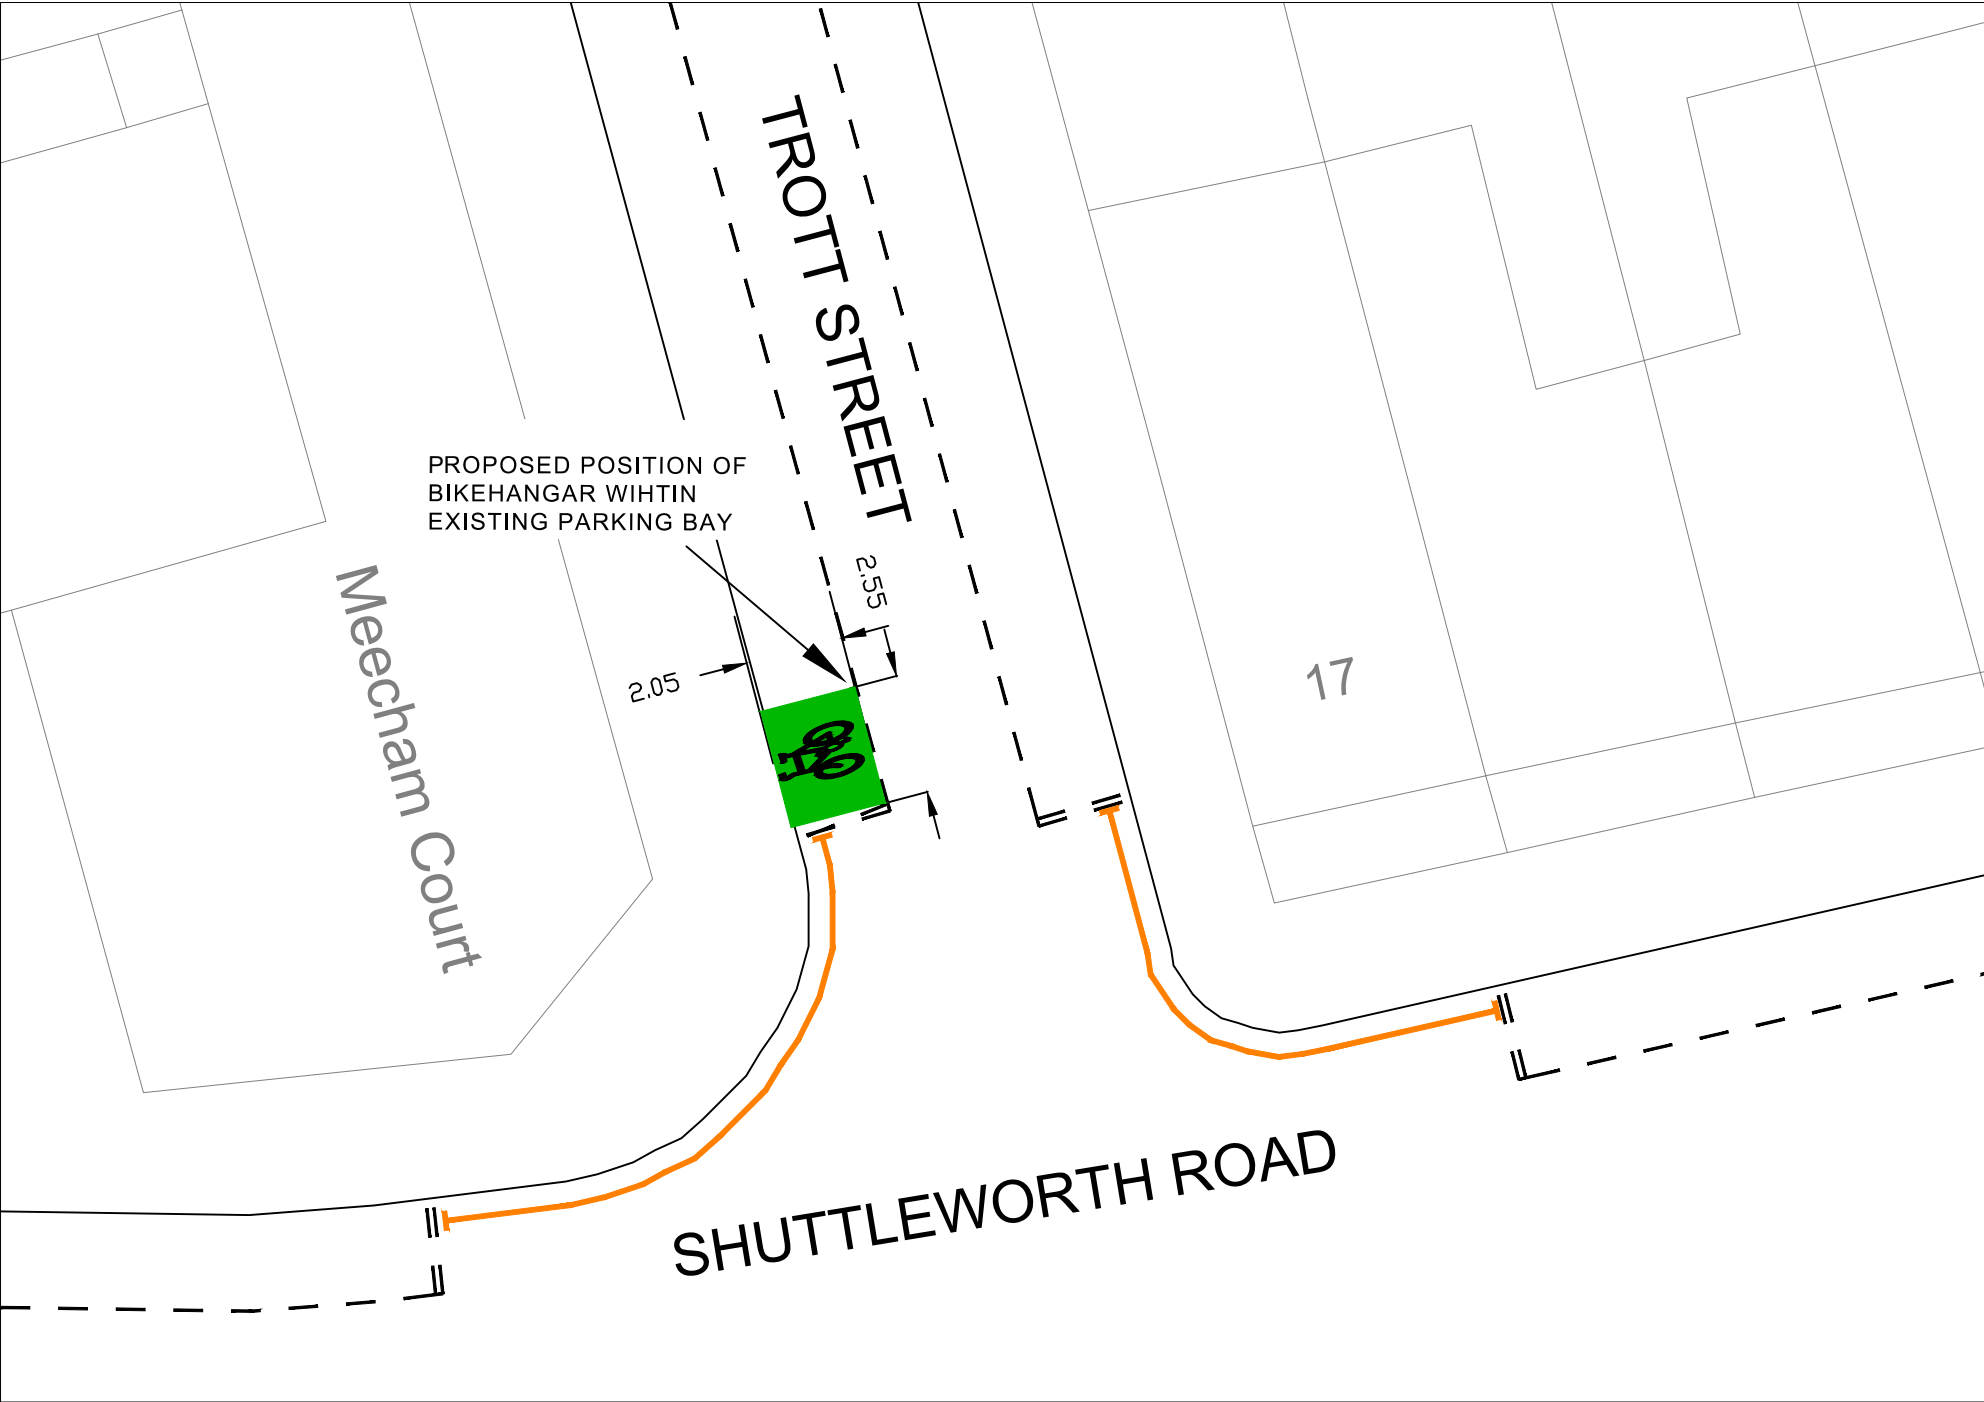 TROTT STREET
PROPOSED POSITION OF
BIKEHANGAR WIHTIN
EXISTING PARKING BAY
2.55
2.05
Meecham Court
17
SHUTTLEWORTH ROAD